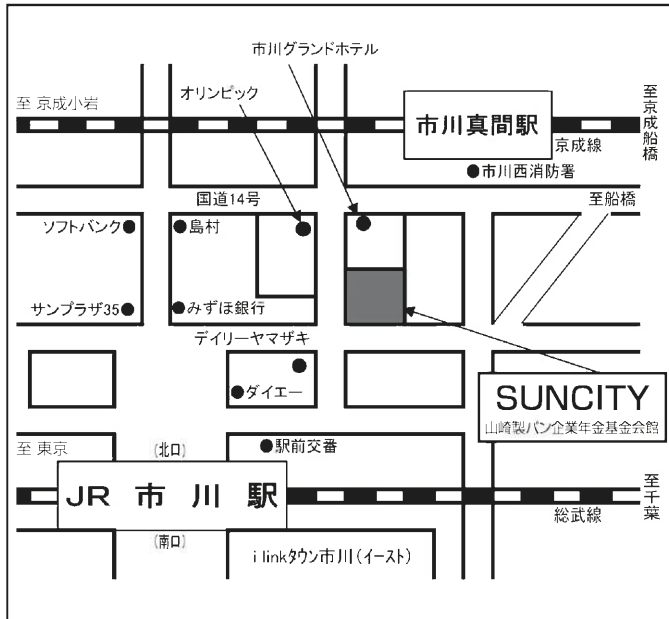 市川グランドホテル
オリンピック
至 京成小岩
市川真間駅
京成線
至京成船橋
市川西消防署
国道14号
至船橋
ソフトバンク
島村
サンプラザ35
みずほ銀行
デイリーヤマザキ
ダイエー
SUNCITY
山崎製パン企業年金基金会館
至 東京
(北口)
駅前交番
JR 市川駅
総武線
至千葉
(南口)
i linkタウン市川(イースト)